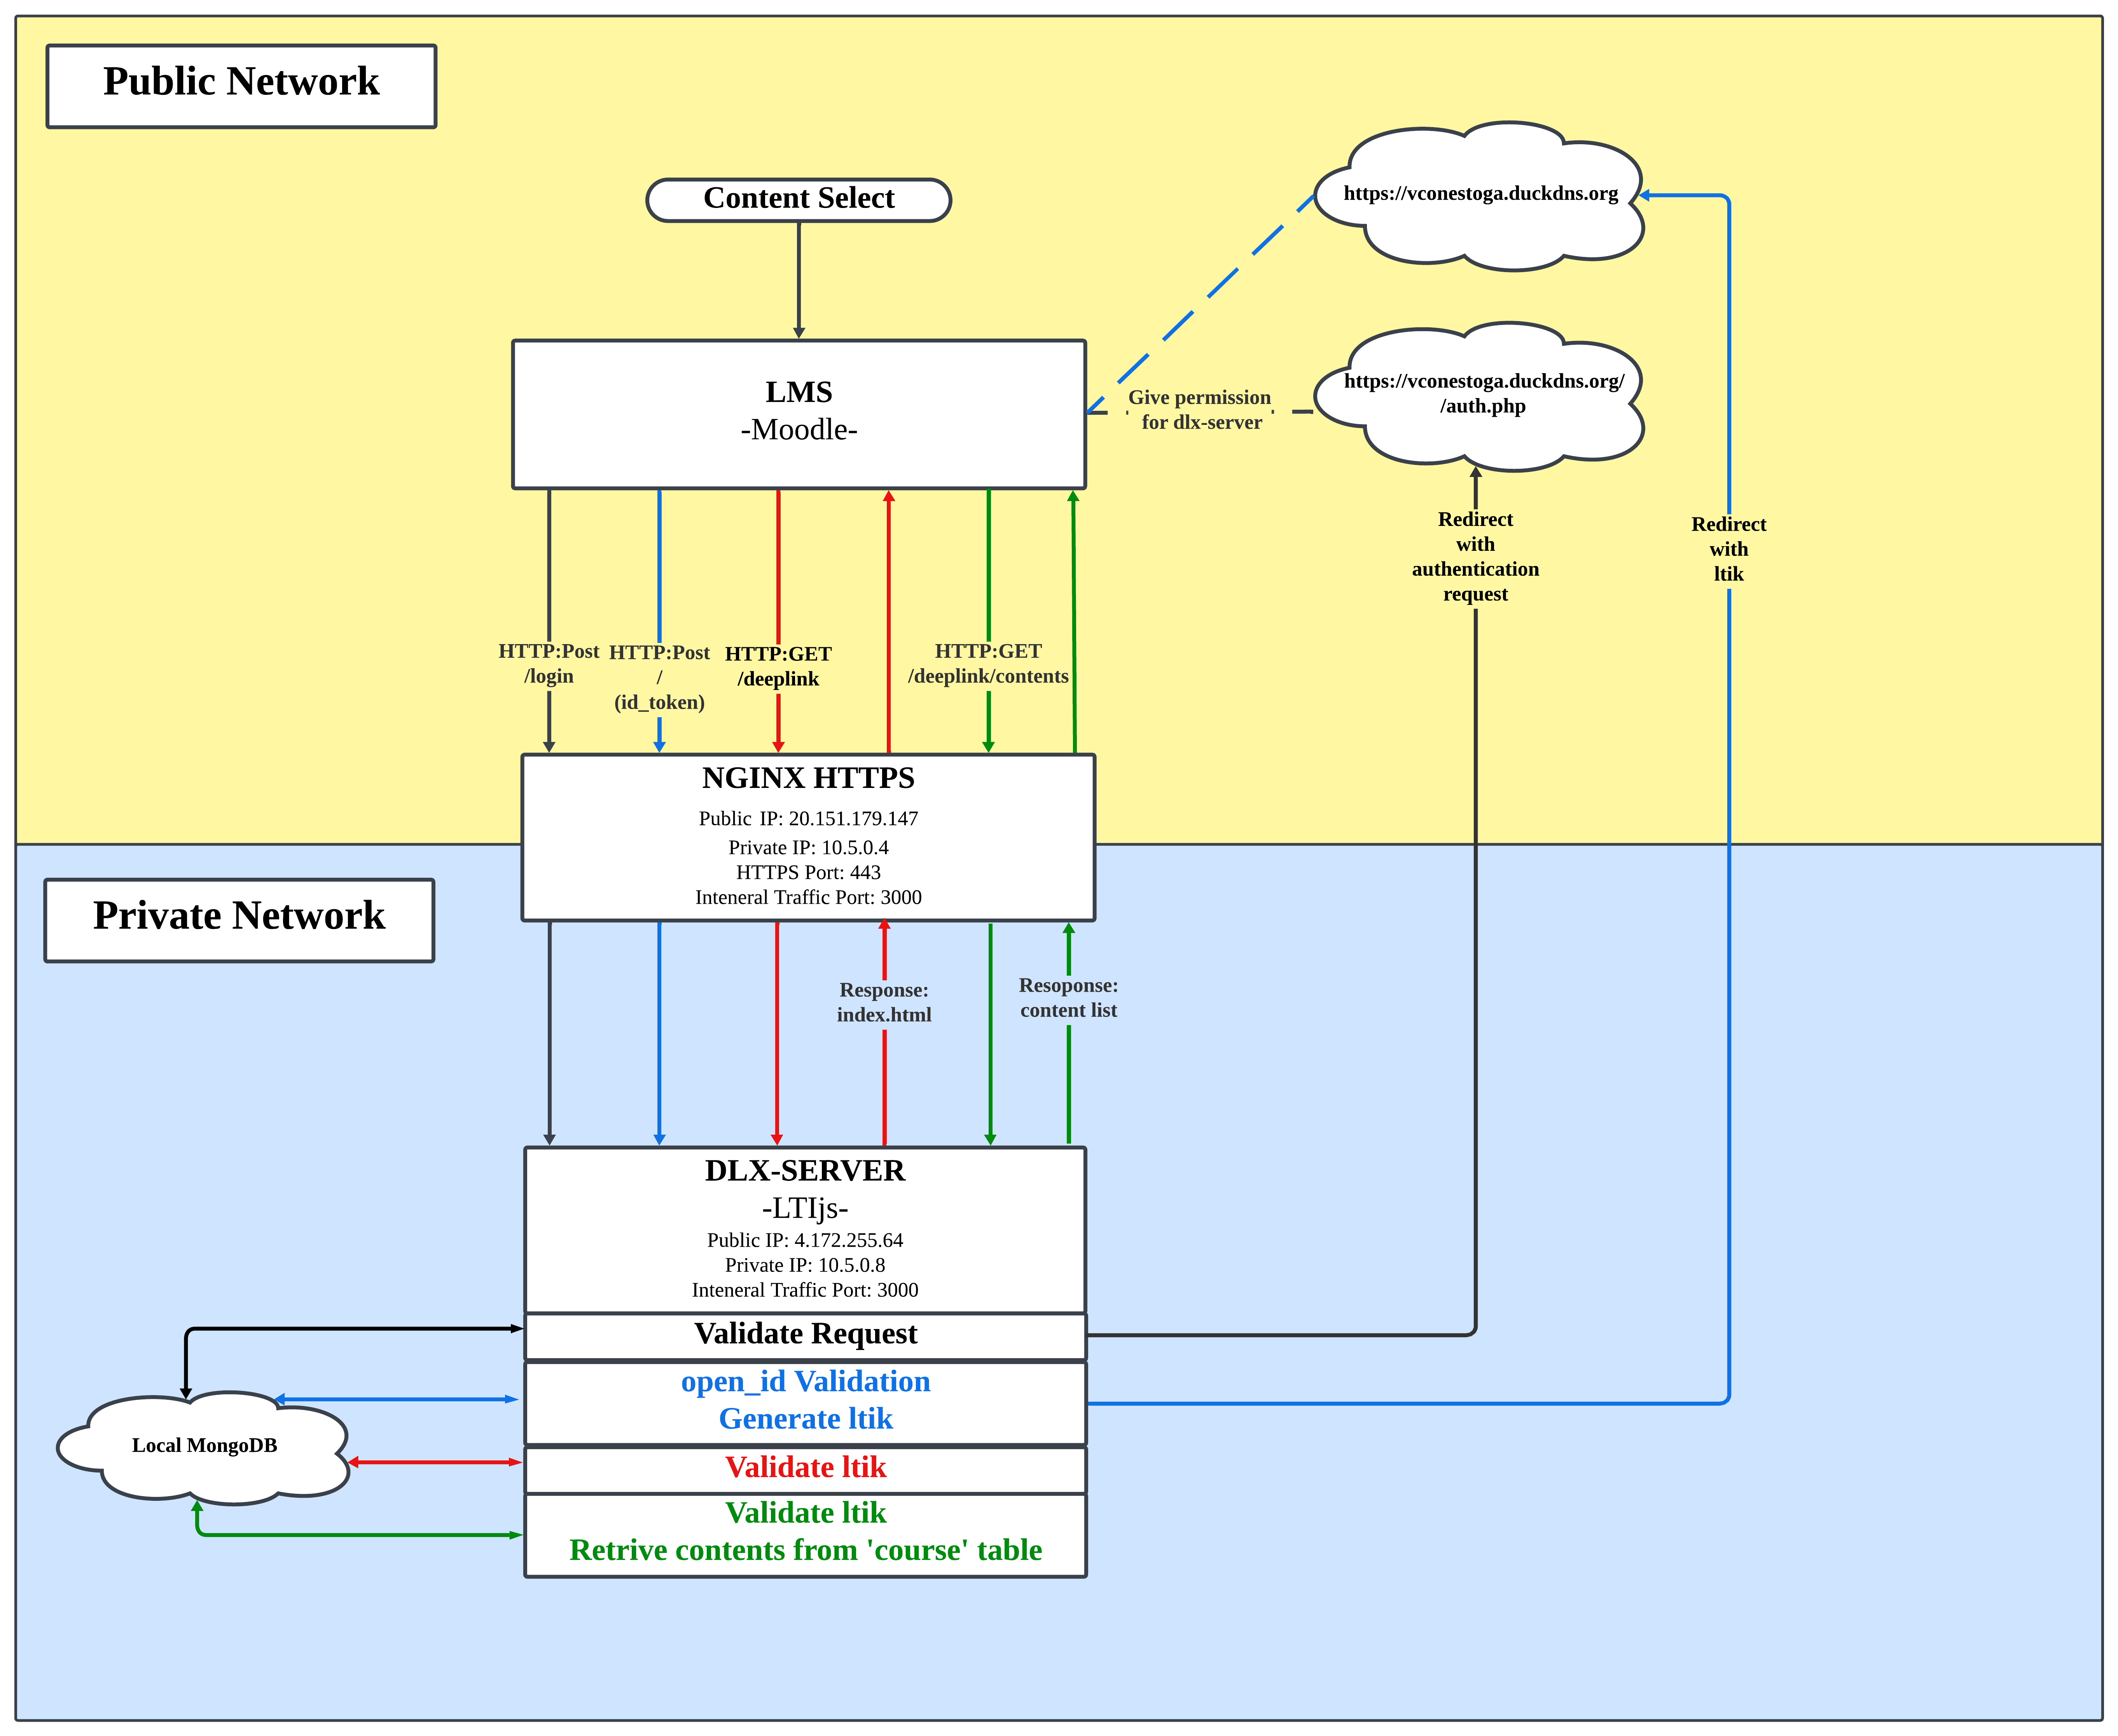 Public Network
Content Select
https://vconestoga.duckdns.org
LMS
-Moodle-
Give permission
for dlx-server
https://vconestoga.duckdns.org/
/auth.php
Redirect
with
authentication
request
Redirect
with
ltik
HTTP:Post
/login
HTTP:Post
/
(id_token)
HTTP:GET
/deeplink
HTTP:GET
/deeplink/contents
NGINX HTTPS
Public IP: 20.151.179.147
Private IP: 10.5.0.4
HTTPS Port: 443
Inteneral Traffic Port: 3000
Private Network
Response:
index.html
Resoponse:
content list
DLX-SERVER
-LTIjs-
Public IP: 4.172.255.64
Private IP: 10.5.0.8
Inteneral Traffic Port: 3000
Validate Request
open_id Validation
Generate ltik
Local MongoDB
Validate ltik
Validate ltik
Retrive contents from 'course' table